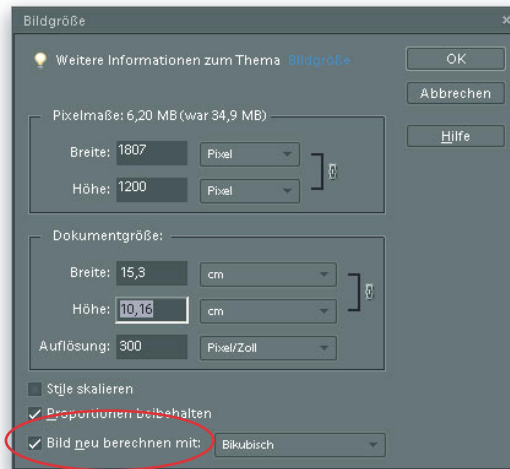 Bildgröße
Weitere Informationen zum Thema Bildgröße
OK
Abbrechen
Hilfe
Pixelmaße: 6,20 MB (war 34,9 MB)
Breite: 1807 Pixel
Höhe: 1200 Pixel
Dokumentgröße:
Breite: 15,3 cm
Höhe: 10,16 cm
Auflösung: 300 Pixel/Zoll
Stile skalieren
Proportionen beibehalten
Bild neu berechnen mit: Bikubisch